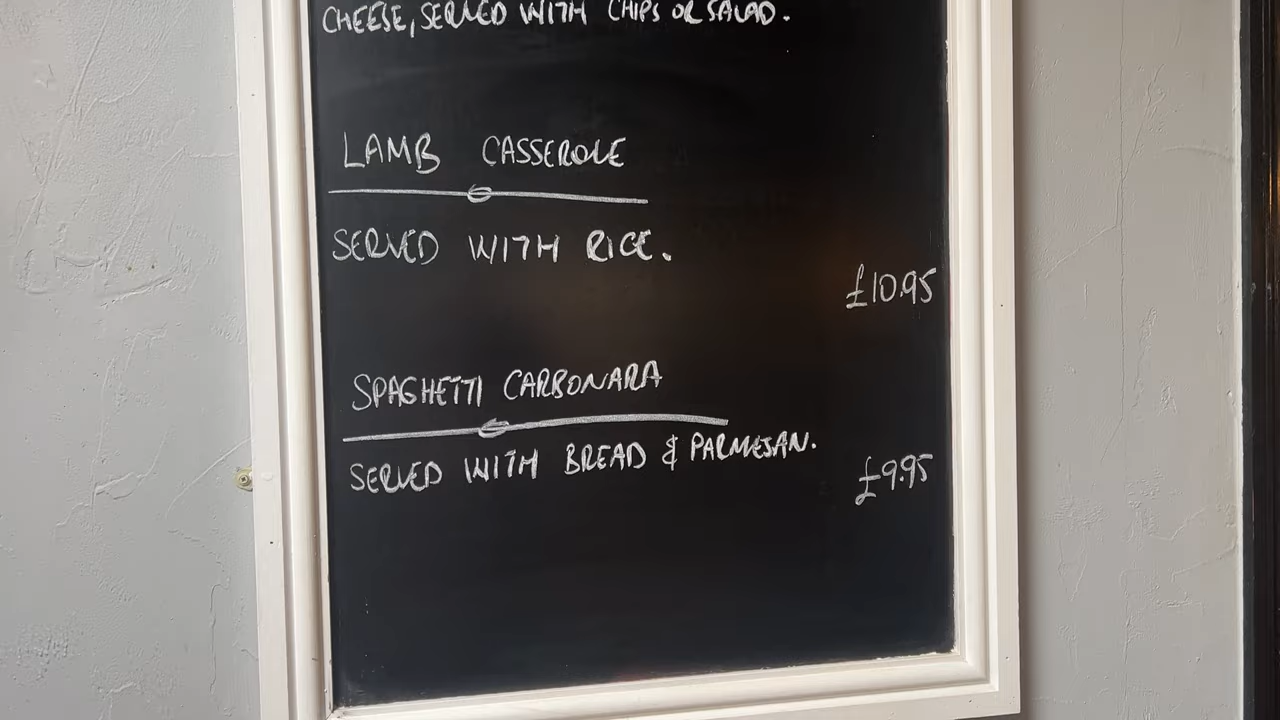 CHEESE, SERVED WITH CHIPS OR SALAD.
LAMB CASSEROLE
SERVED WITH RICE.
£10.95
SPAGHETTI CARBONARA
SERVED WITH BREAD & PARMESAN.
£9.95